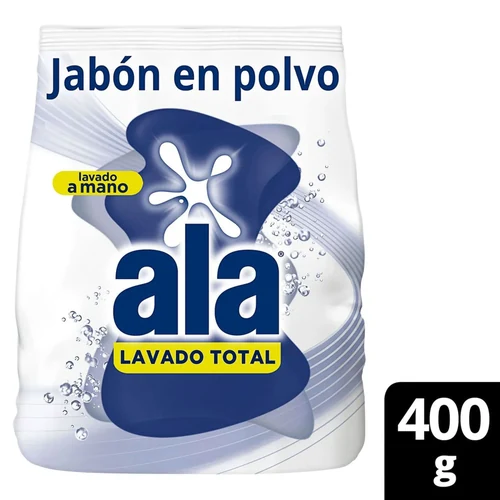 Jabón en polvo
lavado
a mano
ala®
LAVADO TOTAL
400
g